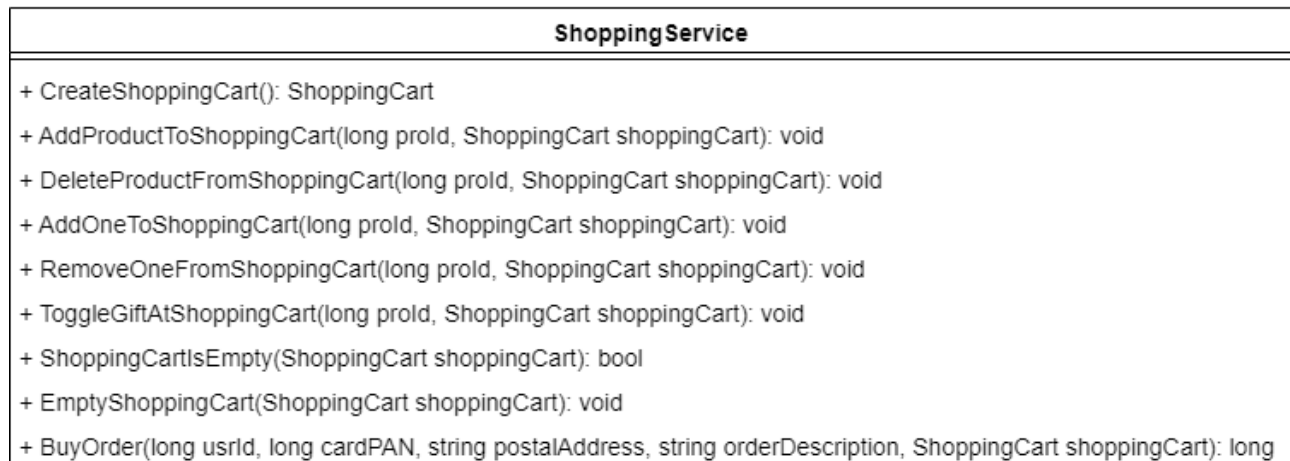 ShoppingService
+ CreateShoppingCart(): ShoppingCart
+ AddProductToShoppingCart(long proId, ShoppingCart shoppingCart): void
+ DeleteProductFromShoppingCart(long proId, ShoppingCart shoppingCart): void
+ AddOneToShoppingCart(long proId, ShoppingCart shoppingCart): void
+ RemoveOneFromShoppingCart(long proId, ShoppingCart shoppingCart): void
+ ToggleGiftAtShoppingCart(long proId, ShoppingCart shoppingCart): void
+ ShoppingCartIsEmpty(ShoppingCart shoppingCart): bool
+ EmptyShoppingCart(ShoppingCart shoppingCart): void
+ BuyOrder(long usrId, long cardPAN, string postalAddress, string orderDescription, ShoppingCart shoppingCart): long